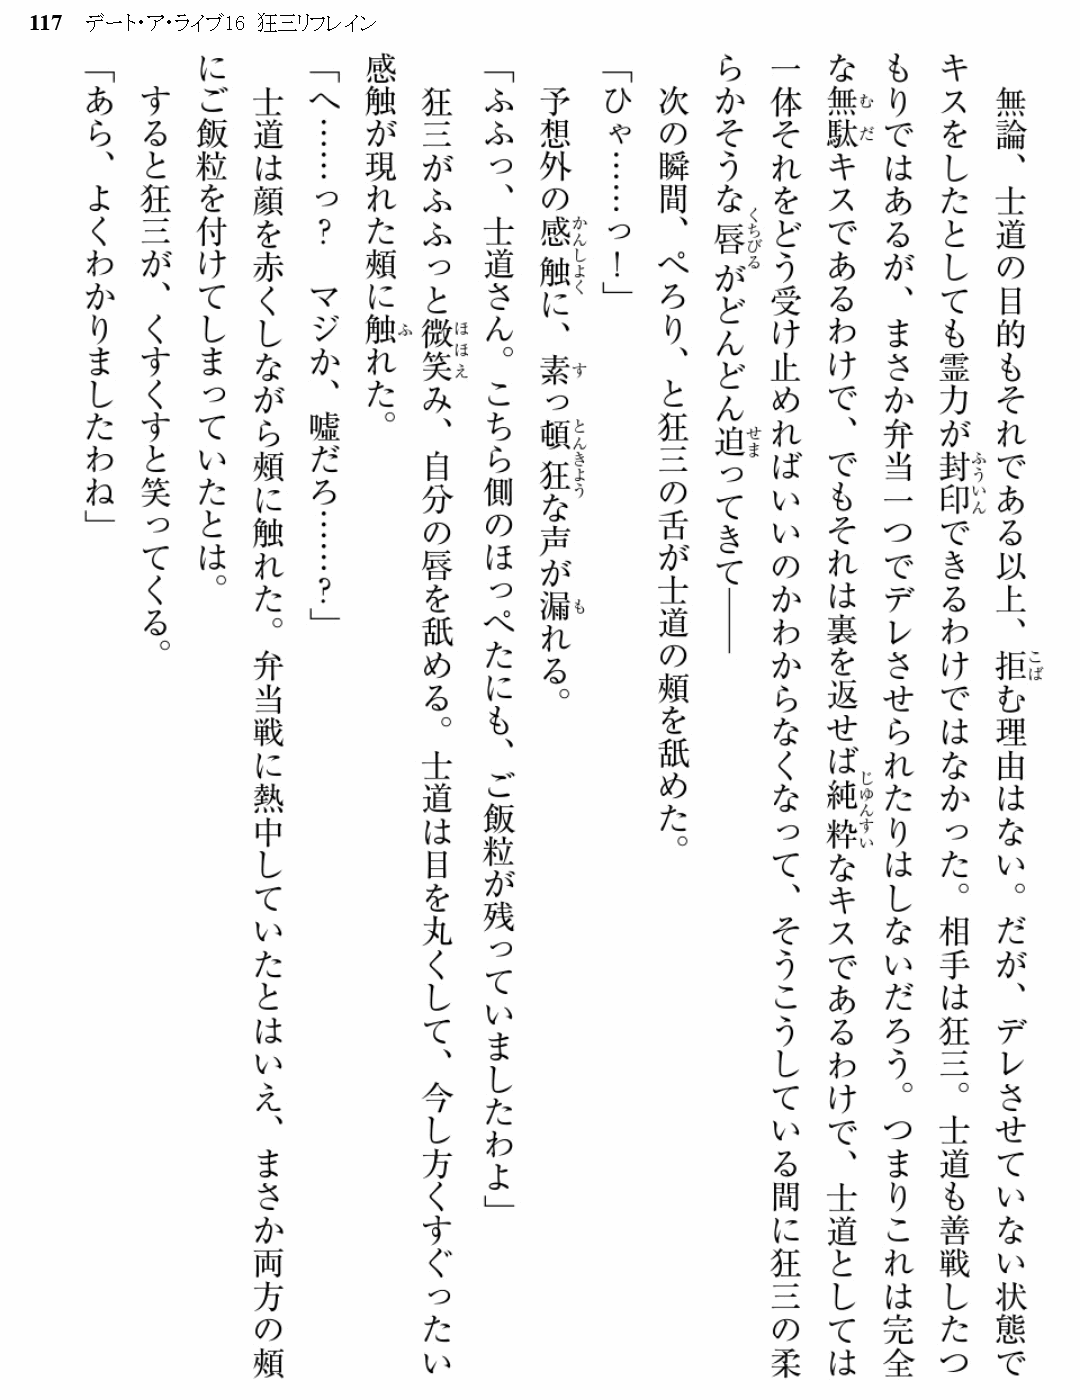 117 デート・ア・ライブ16 狂三リフレイン
無論、士道の目的もそれである以上、拒む理由はない。だが、デレさせていない状態で
キスをしたとしても霊力が封印できるわけではなかった。相手は狂三。士道も善戦したつ
もりではあるが、まさか弁当一つでデレさせられたりはしないだろう。つまりこれは完全
な無駄キスであるわけで、でもそれは裏を返せば純粋なキスであるわけで、士道としては
一体それをどう受け止めればいいのかわからなくなって、そうこうしている間に狂三の柔
らかそうな唇がどんどん迫ってきて――
次の瞬間、ぺろり、と狂三の舌が士道の頰を舐めた。
「ひゃ……っ！」
予想外の感触に、素っ頓狂な声が漏れる。
「ふふっ、士道さん。こちら側のほっぺたにも、ご飯粒が残っていましたわよ」
狂三がふふっと微笑み、自分の唇を舐める。士道は目を丸くして、今し方くすぐったい
感触が現れた頰に触れた。
「へ……っ？　マジか、嘘だろ……？」
士道は顔を赤くしながら頰に触れた。弁当戦に熱中していたとはいえ、まさか両方の頰
にご飯粒を付けてしまっていたとは。
すると狂三が、くすくすと笑ってくる。
「あら、よくわかりましたわね」